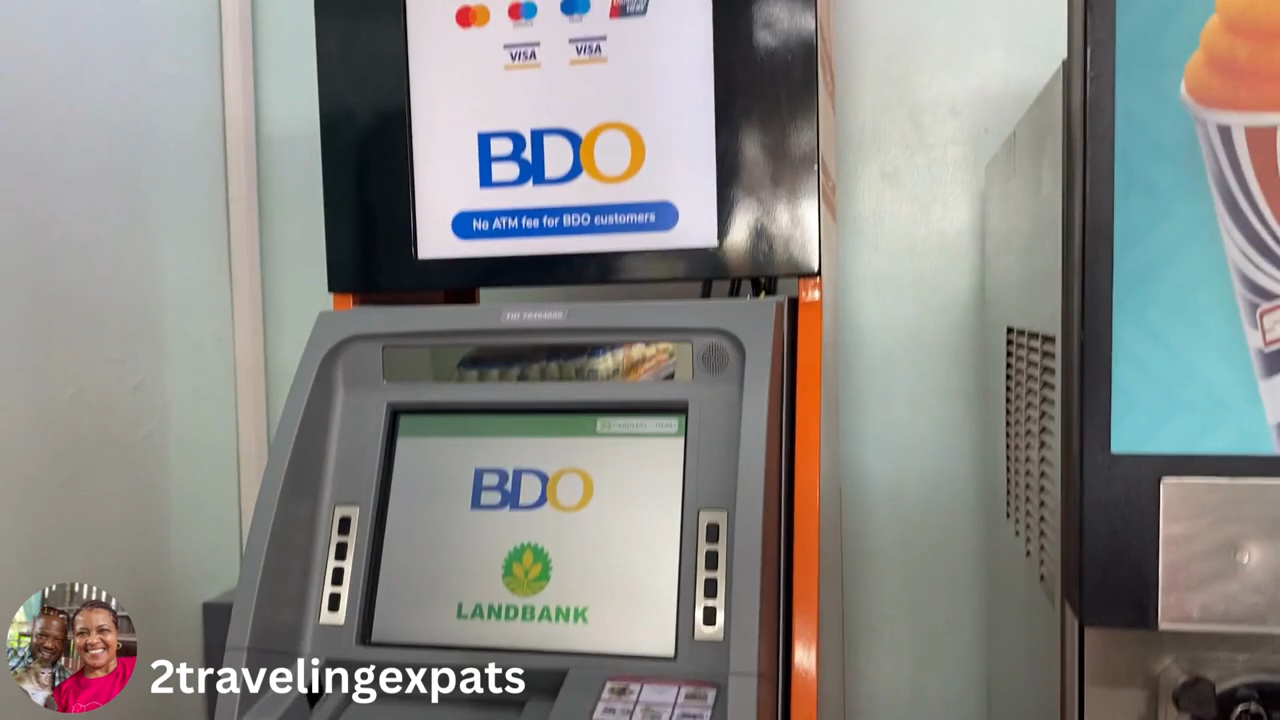 VISA VISA
BDO
No ATM fee for BDO customers
BDO
LANDBANK
2travelingexpats